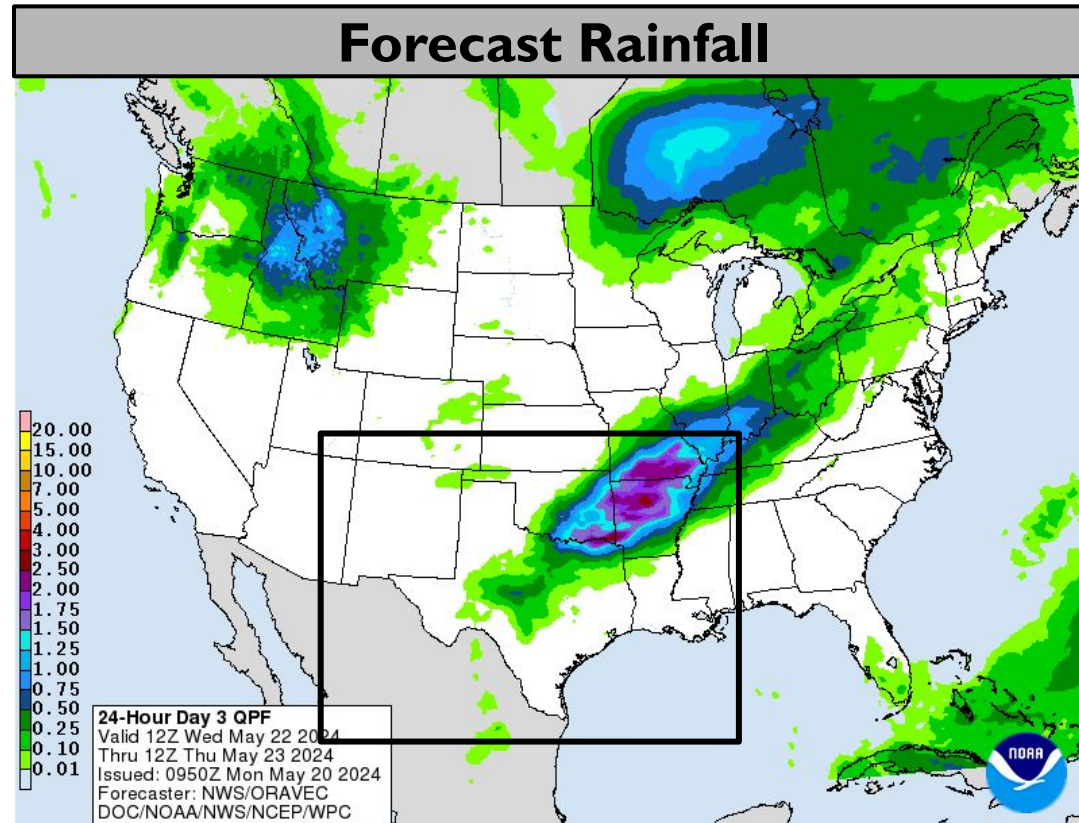 Forecast Rainfall
20.00
15.00
10.00
7.00
5.00
4.00
3.00
2.50
2.00
1.75
1.50
1.25
1.00
0.75
0.50
0.25
0.10
0.01
24-Hour Day 3 QPF
Valid 12Z Wed May 22 2024
Thru 12Z Thu May 23 2024
Issued: 0950Z Mon May 20 2024
Forecaster: NWS/ORAVEC
DOC/NOAA/NWS/NCEP/WPC
NOAA